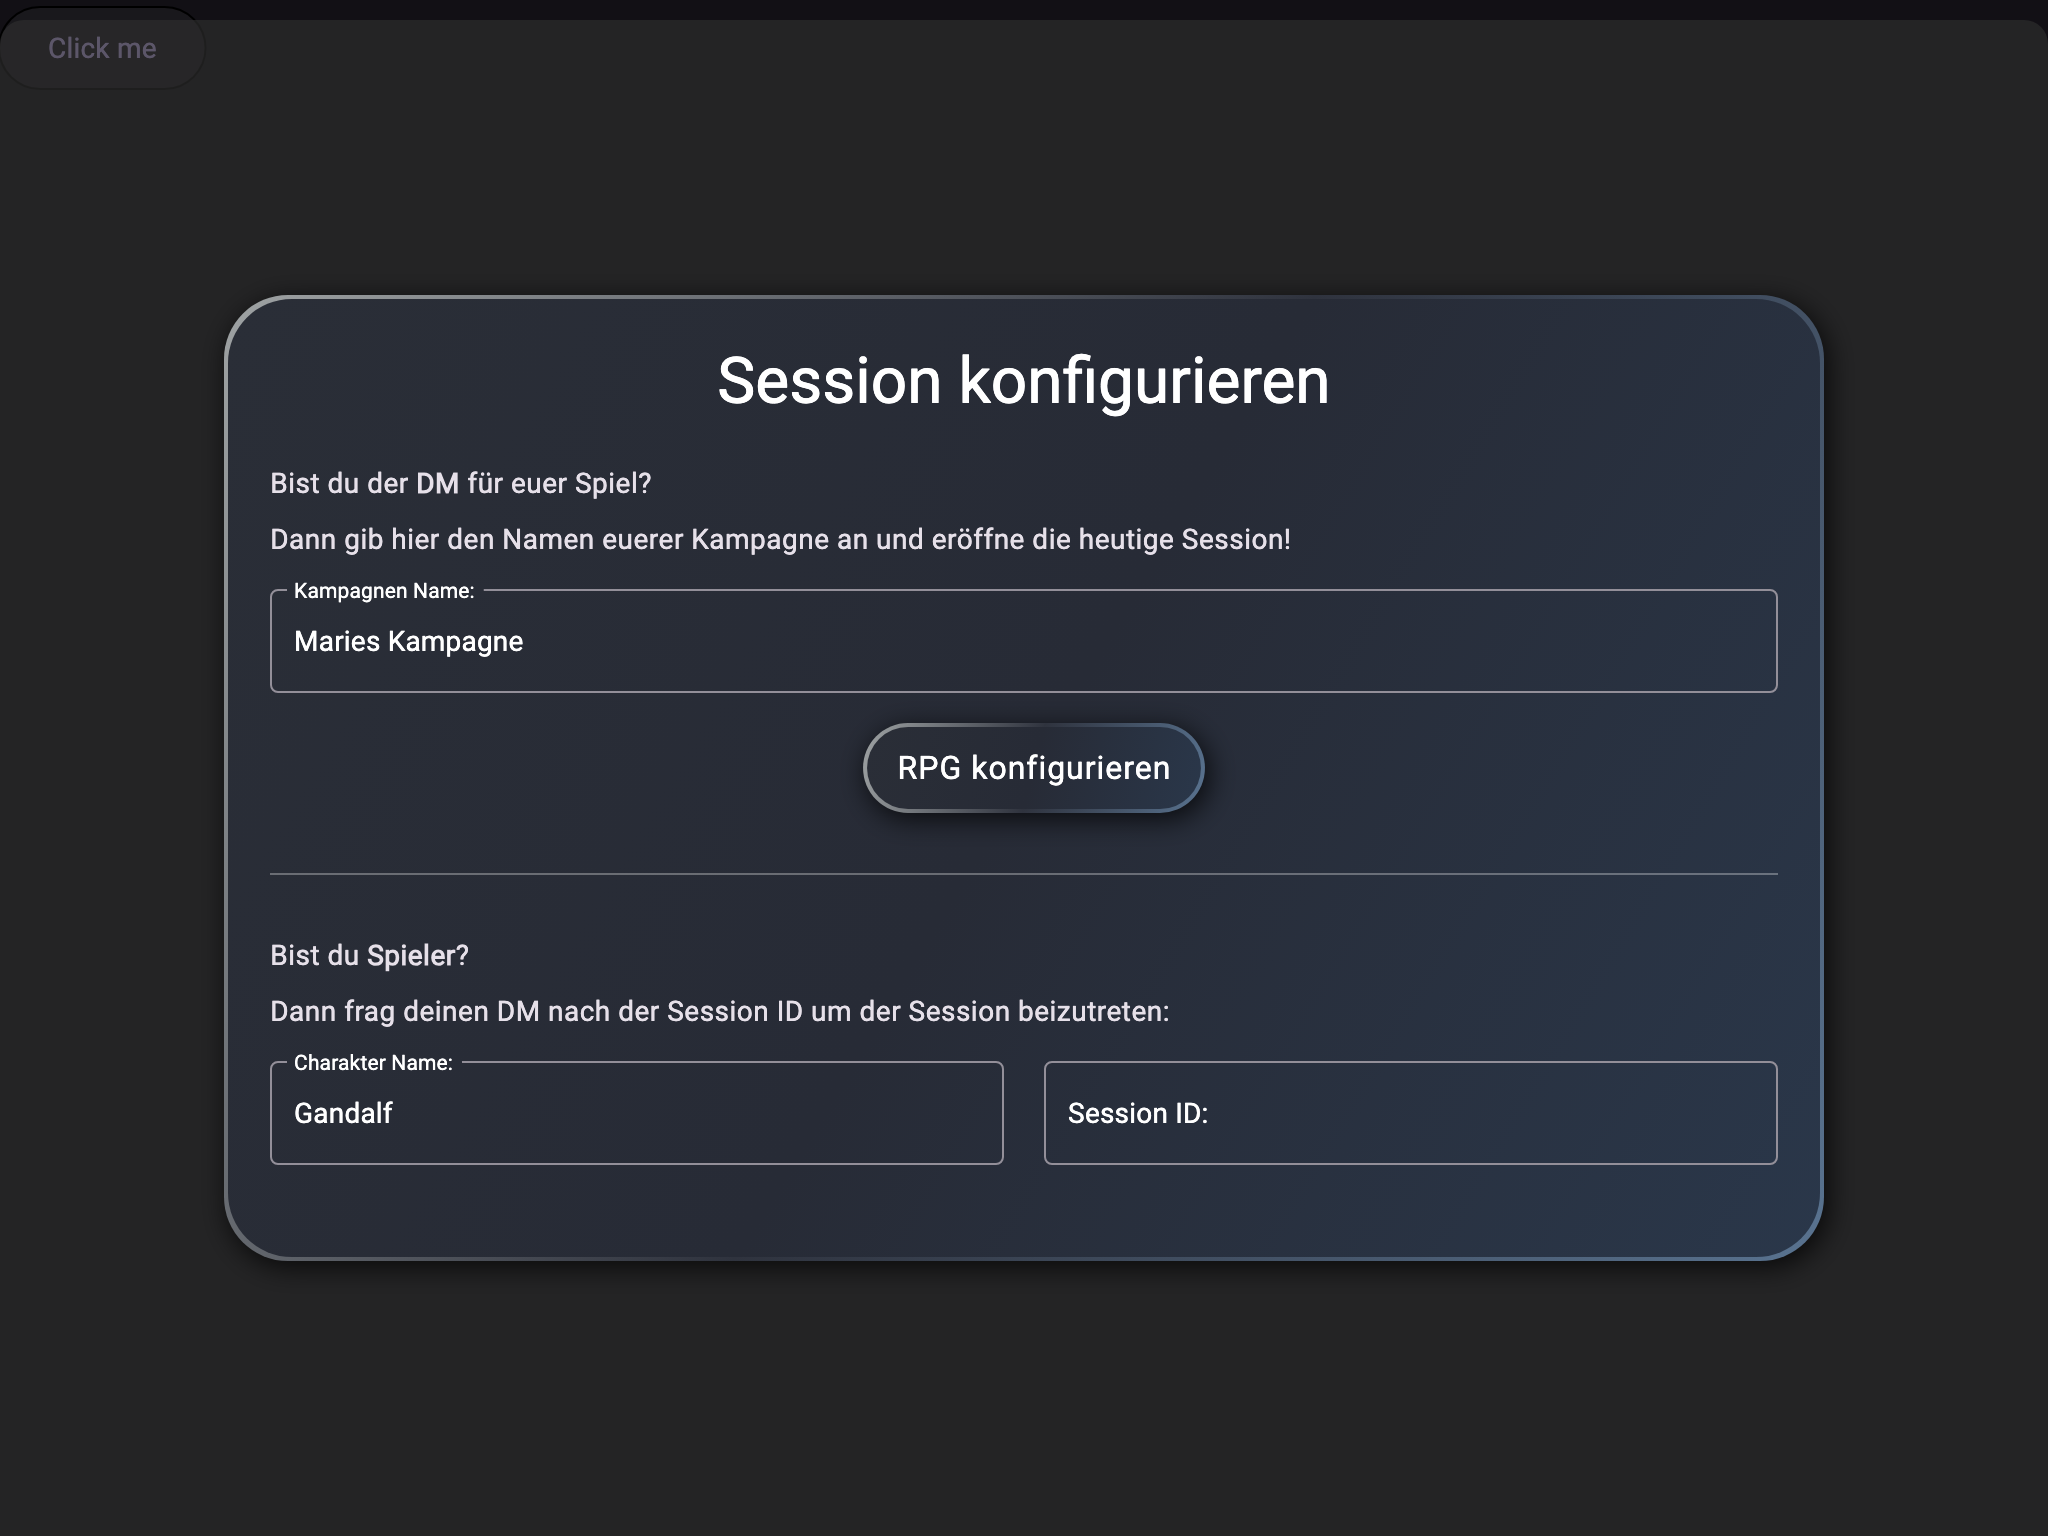 Click me
Session konfigurieren
Bist du der DM für euer Spiel?
Dann gib hier den Namen euerer Kampagne an und eröffne die heutige Session!
Kampagnen Name:
Maries Kampagne
RPG konfigurieren
Bist du Spieler?
Dann frag deinen DM nach der Session ID um der Session beizutreten:
Charakter Name:
Gandalf
Session ID: